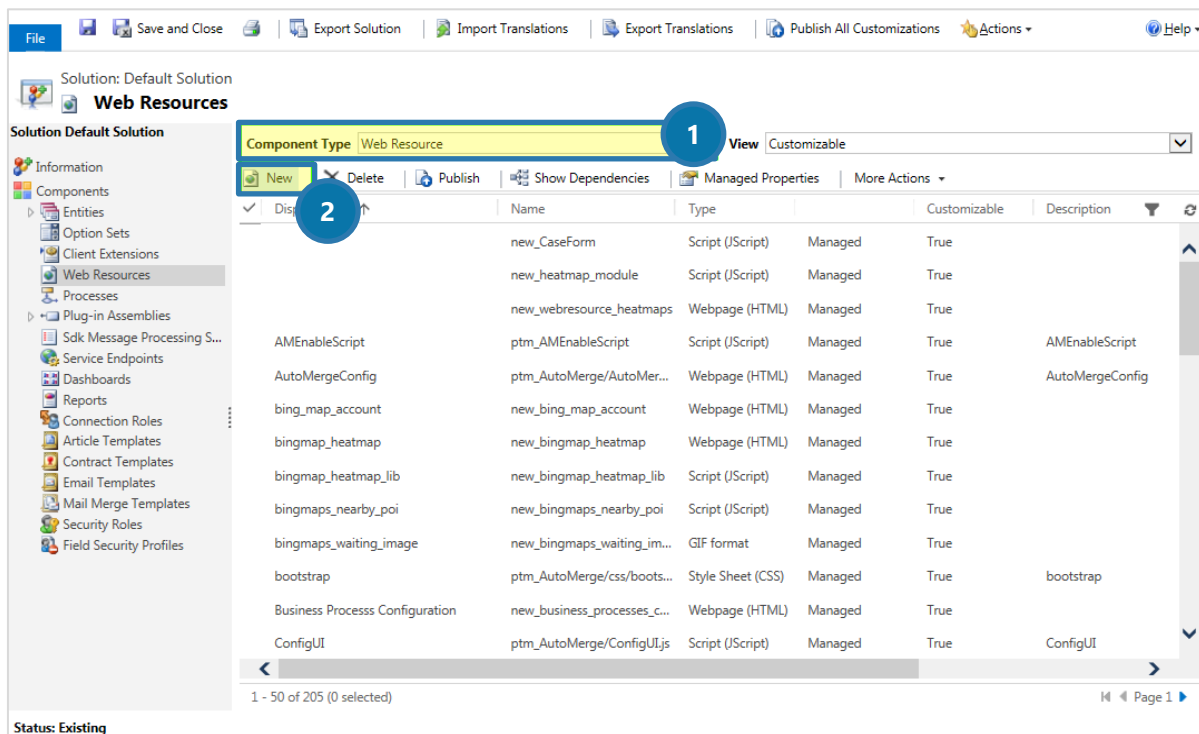 File Save and Close Export Solution Import Translations Export Translations Publish All Customizations Actions Help
Solution: Default Solution
Web Resources
Solution Default Solution
Component Type Web Resource 1 View Customizable
New Delete Publish Show Dependencies Managed Properties More Actions
2
Name Type Customizable Description
new_CaseForm Script (JScript) Managed True
new_heatmap_module Script (JScript) Managed True
new_webresource_heatmaps Webpage (HTML) Managed True
AMEnableScript ptm_AMEnableScript Script (JScript) Managed True AMEnableScript
AutoMergeConfig ptm_AutoMerge/AutoMer... Webpage (HTML) Managed True AutoMergeConfig
bing_map_account new_bing_map_account Webpage (HTML) Managed True
bingmap_heatmap new_bingmap_heatmap Webpage (HTML) Managed True
bingmap_heatmap_lib new_bingmap_heatmap_lib Script (JScript) Managed True
bingmaps_nearby_poi new_bingmaps_nearby_poi Script (JScript) Managed True
bingmaps_waiting_image new_bingmaps_waiting_im... GIF format Managed True
bootstrap ptm_AutoMerge/css/boots... Style Sheet (CSS) Managed True bootstrap
Business Processs Configuration new_business_processes_c... Webpage (HTML) Managed True
ConfigUI ptm_AutoMerge/ConfigUI.js Script (JScript) Managed True ConfigUI
1 - 50 of 205 (0 selected) Page 1
Information
Components
Entities
Option Sets
Client Extensions
Web Resources
Processes
Plug-in Assemblies
Sdk Message Processing S...
Service Endpoints
Dashboards
Reports
Connection Roles
Article Templates
Contract Templates
Email Templates
Mail Merge Templates
Security Roles
Field Security Profiles
Status: Existing